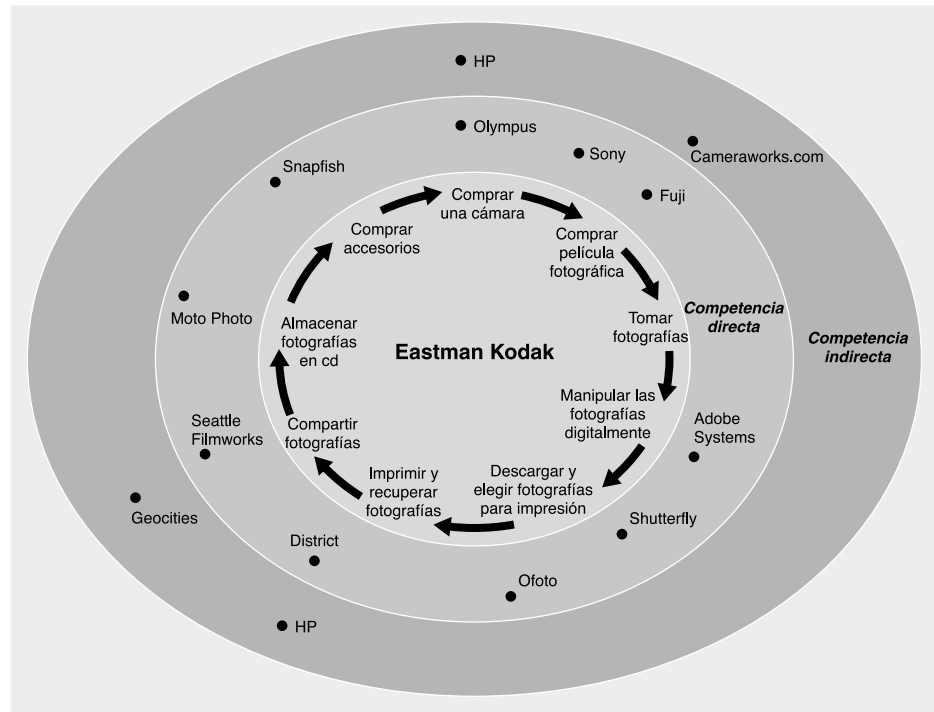 HP
Olympus
Sony
Cameraworks.com
Snapfish
Fuji
Comprar
una cámara
Comprar
accesorios
Comprar
película
fotográfica
Moto Photo
Almacenar
fotografías
en cd
Eastman Kodak
Tomar
fotografías
Competencia
directa
Competencia
indirecta
Manipular las
fotografías
digitalmente
Seattle
Filmworks
Compartir
fotografías
Adobe
Systems
Imprimir y
recuperar
fotografías
Descargar y
elegir fotografías
para impresión
Geocities
Shutterfly
District
Ofoto
HP